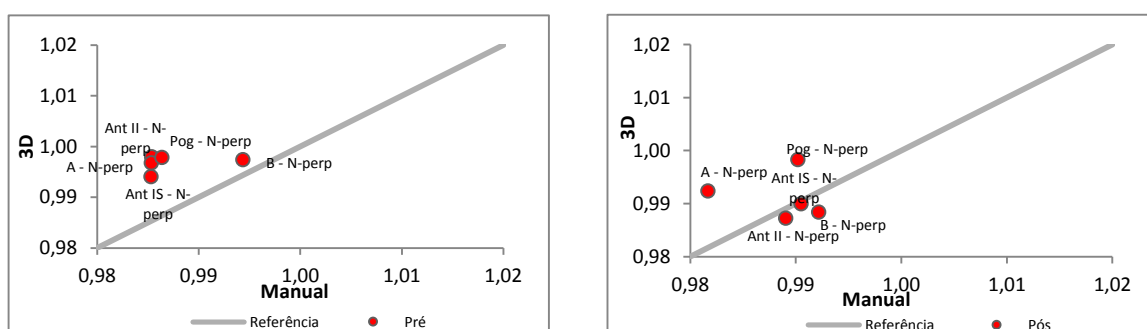 1,02
1,01
1,00
0,99
0,98
3D
Ant II - N-
perp
Pog - N-perp
A - N-perp
B - N-perp
Ant IS - N-
perp
0,98
0,99
1,00
1,01
1,02
Manual
Referência
Pré
1,02
1,01
1,00
0,99
0,98
3D
Pog - N-perp
A - N-perp
Ant IS - N-
perp
B - N-perp
Ant II - N-perp
0,98
0,99
1,00
1,01
1,02
Manual
Referência
Pós